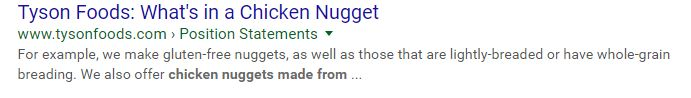 Tyson Foods: What's in a Chicken Nugget
www.tysonfoods.com › Position Statements ▼
For example, we make gluten-free nuggets, as well as those that are lightly-breaded or have whole-grain
breading. We also offer chicken nuggets made from ...